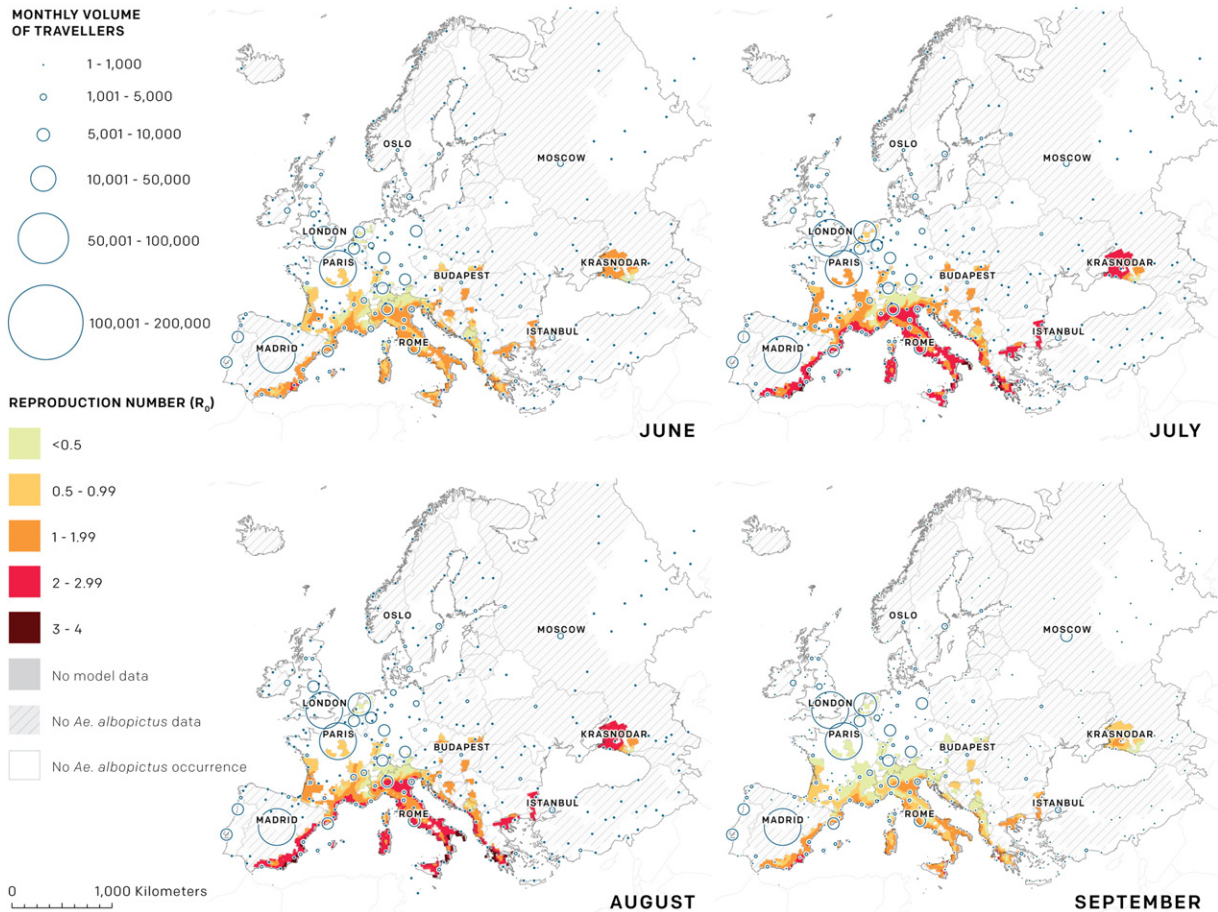 MONTHLY VOLUME
OF TRAVELLERS
1 - 1,000
1,001 - 5,000
5,001 - 10,000
10,001 - 50,000
50,001 - 100,000
100,001 - 200,000
REPRODUCTION NUMBER (R₀)
<0.5
0.5 - 0.99
1 - 1.99
2 - 2.99
3 - 4
No model data
No Ae. albopictus data
No Ae. albopictus occurrence
0 1,000 Kilometers
OSLO
MOSCOW
LONDON
PARIS
BUDAPEST
KRASNODAR
ISTANBUL
MADRID
ROME
JUNE
OSLO
MOSCOW
LONDON
PARIS
BUDAPEST
KRASNODAR
ISTANBUL
MADRID
ROME
JULY
OSLO
MOSCOW
LONDON
PARIS
BUDAPEST
KRASNODAR
ISTANBUL
MADRID
ROME
AUGUST
OSLO
MOSCOW
LONDON
PARIS
BUDAPEST
KRASNODAR
ISTANBUL
MADRID
ROME
SEPTEMBER